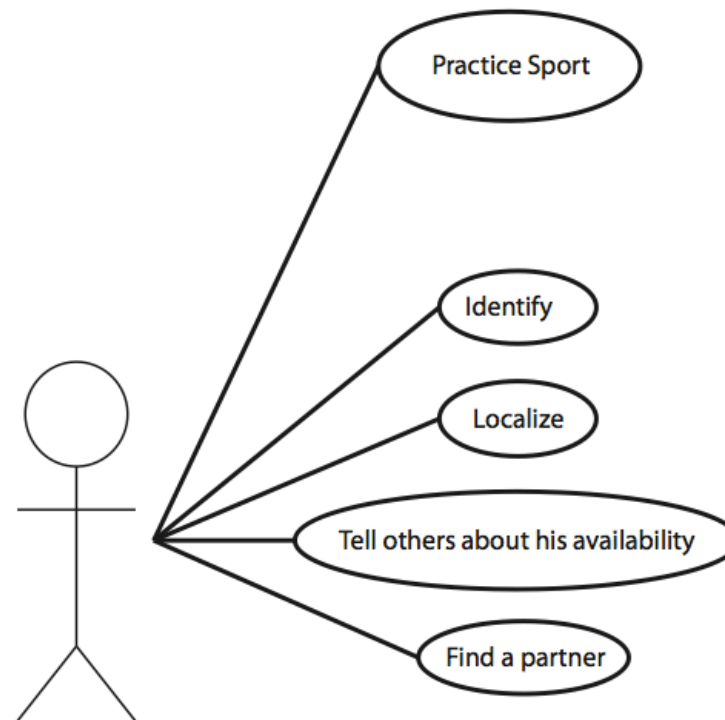 Practice Sport
Identify
Localize
Tell others about his availability
Find a partner